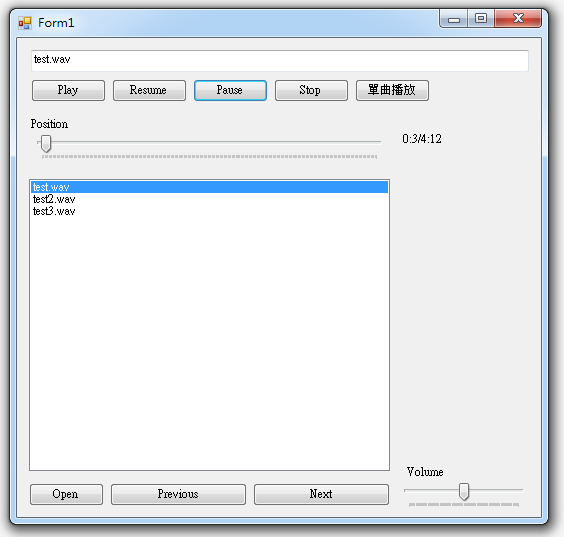 Form1
test.wav
Play Resume Pause Stop 單曲播放
Position
0:3/4:12
test.wav
test2.wav
test3.wav
Volume
Open Previous Next